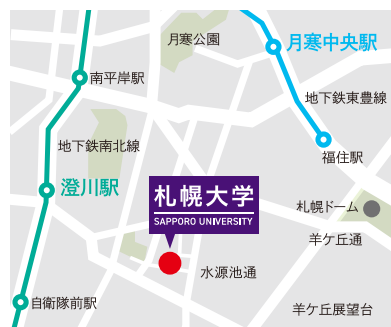 月寒公園
月寒中央駅
南平岸駅
地下鉄東豊線
地下鉄南北線
福住駅
澄川駅
札幌大学
SAPPORO UNIVERSITY
札幌ドーム
羊ケ丘通
水源池通
自衛隊前駅
羊ケ丘展望台